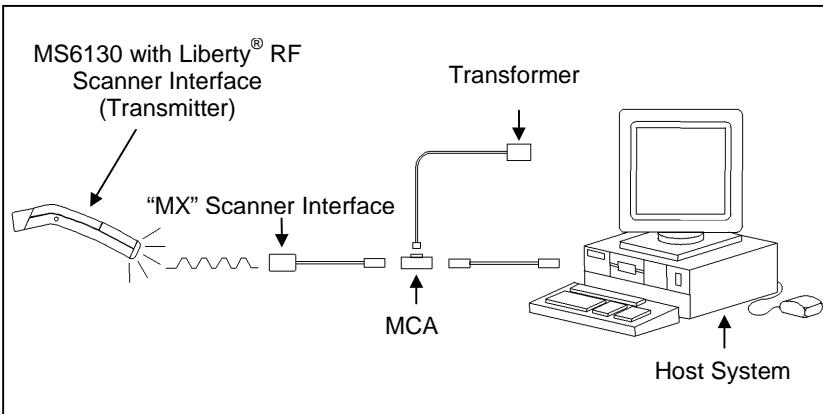 MS6130 with Liberty® RF
Scanner Interface
(Transmitter)
Transformer
“MX” Scanner Interface
MCA
Host System